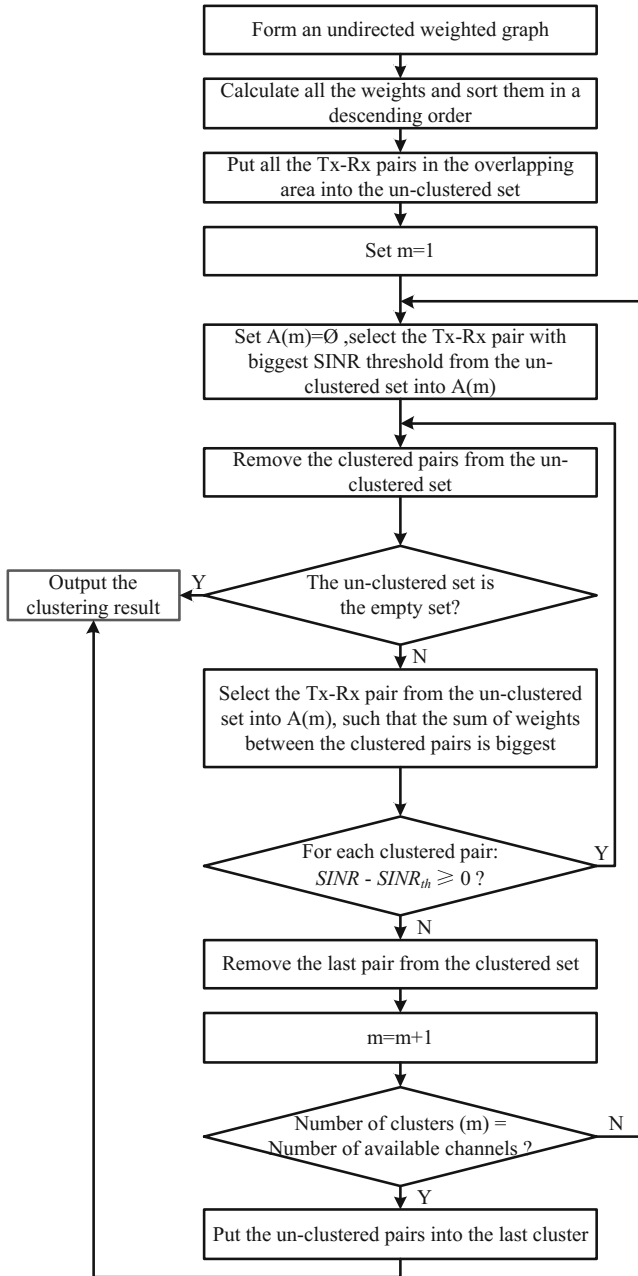 Form an undirected weighted graph
Calculate all the weights and sort them in a
descending order
Put all the Tx-Rx pairs in the overlapping
area into the un-clustered set
Set m=1
Set A(m)=Ø ,select the Tx-Rx pair with
biggest SINR threshold from the un-
clustered set into A(m)
Remove the clustered pairs from the un-
clustered set
Output the
clustering result
Y
The un-clustered set is
the empty set?
N
Select the Tx-Rx pair from the un-clustered
set into A(m), such that the sum of weights
between the clustered pairs is biggest
For each clustered pair:
SINR - SINRth ⩾ 0 ?
Y
N
Remove the last pair from the clustered set
m=m+1
Number of clusters (m) =
Number of available channels ?
N
Y
Put the un-clustered pairs into the last cluster